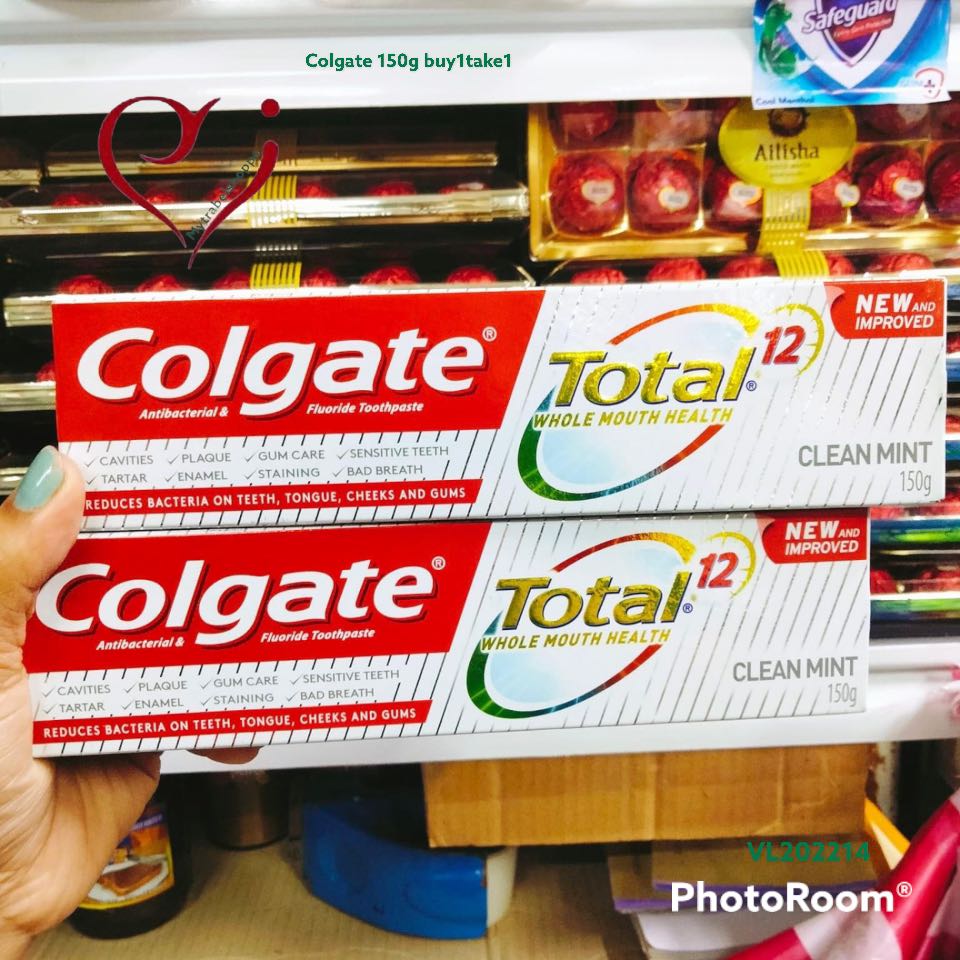 Safeguard
Cool Menthol
Colgate 150g buy1take1
Ailisha
Colgate®
Antibacterial & Fluoride Toothpaste
CAVITIES PLAQUE GUM CARE SENSITIVE TEETH
TARTAR ENAMEL STAINING BAD BREATH
REDUCES BACTERIA ON TEETH, TONGUE, CHEEKS AND GUMS
Total® 12
WHOLE MOUTH HEALTH
NEW AND
IMPROVED
CLEAN MINT
150g
Colgate®
Antibacterial & Fluoride Toothpaste
CAVITIES PLAQUE GUM CARE SENSITIVE TEETH
TARTAR ENAMEL STAINING BAD BREATH
REDUCES BACTERIA ON TEETH, TONGUE, CHEEKS AND GUMS
Total® 12
WHOLE MOUTH HEALTH
NEW AND
IMPROVED
CLEAN MINT
150g
VL202214
PhotoRoom®